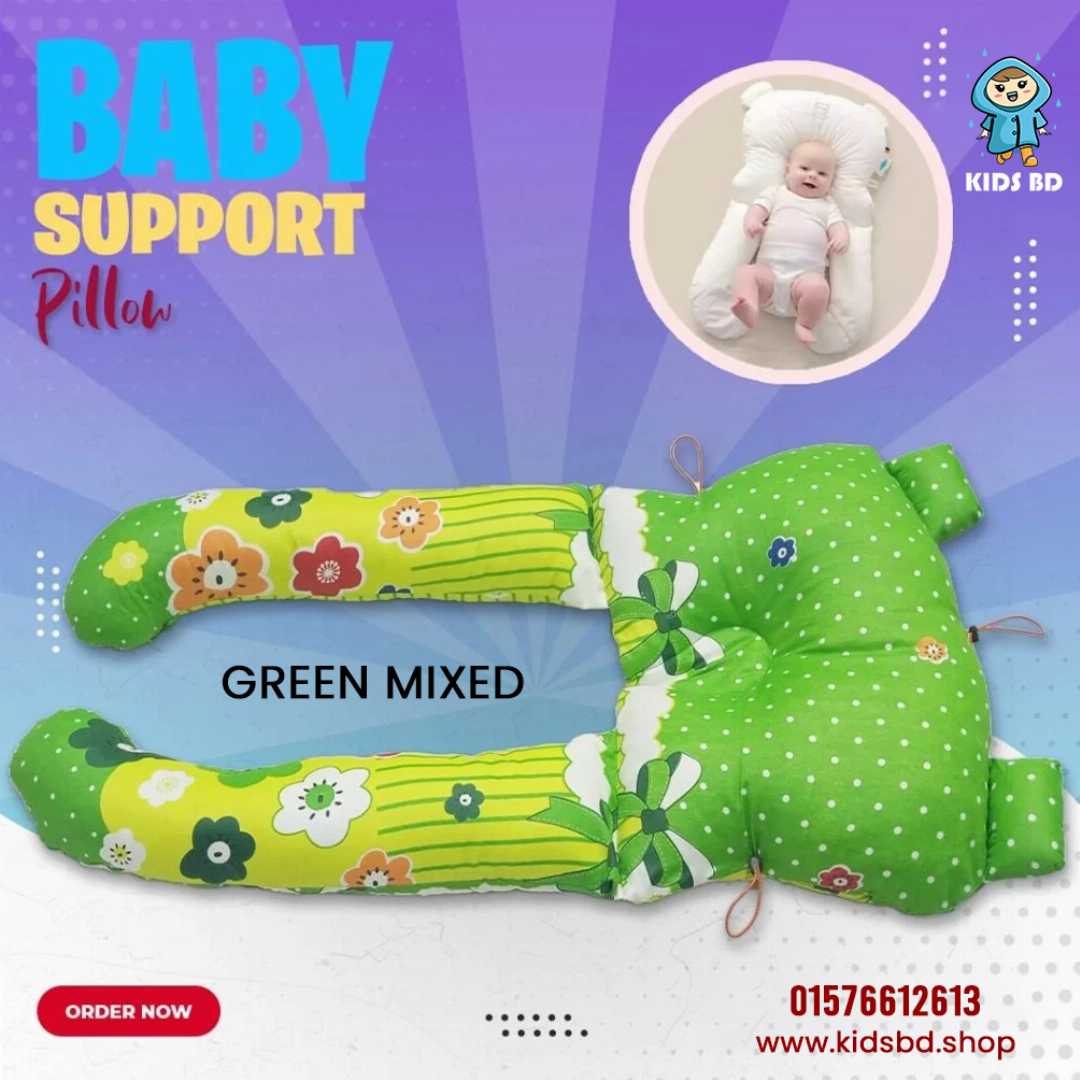 BABY
SUPPORT
Pillow
KIDS BD
GREEN MIXED
ORDER NOW
01576612613
www.kidsbd.shop